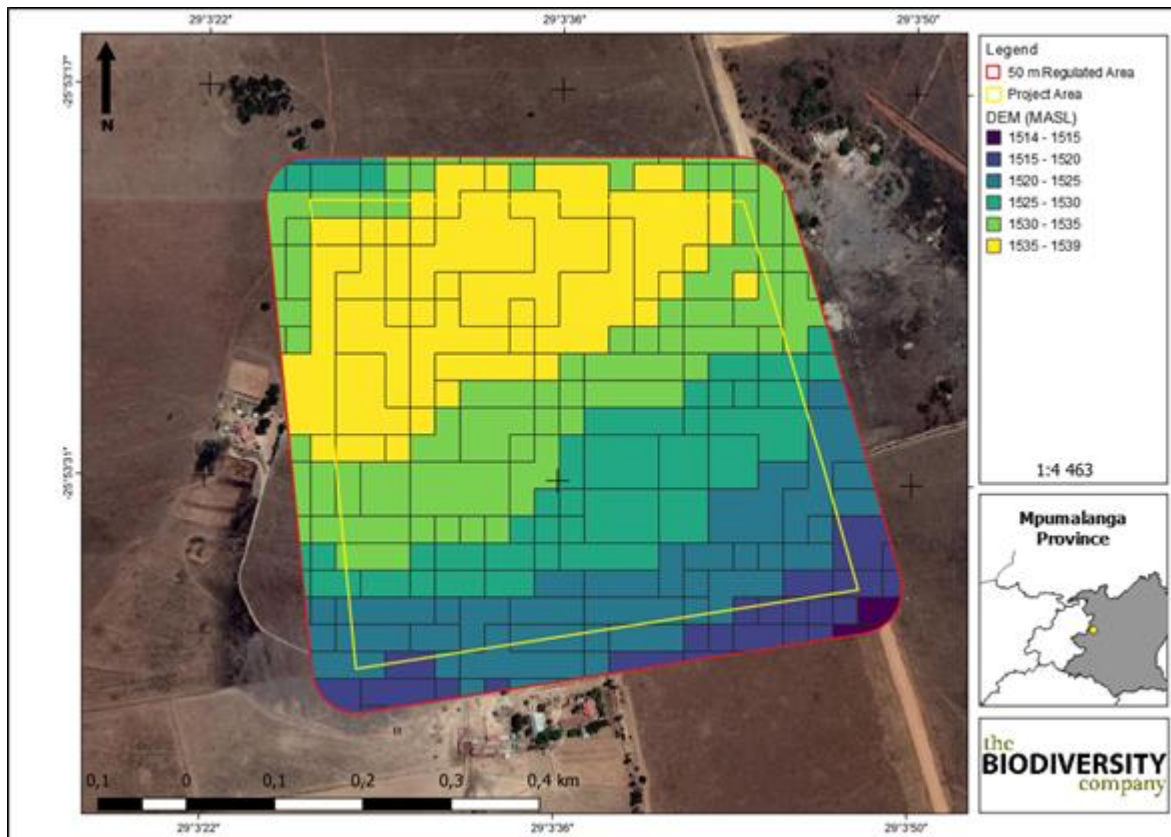 29°3'22"
29°3'36"
29°3'50"
-25°53'17"
-25°53'31"
N
Legend
50 m Regulated Area
Project Area
DEM (MASL)
1514 - 1515
1515 - 1520
1520 - 1525
1525 - 1530
1530 - 1535
1535 - 1539
1:4 463
Mpumalanga
Province
the
BIODIVERSITY
company
0,1 0 0,1 0,2 0,3 0,4 km
29°3'22"
29°3'36"
29°3'50"